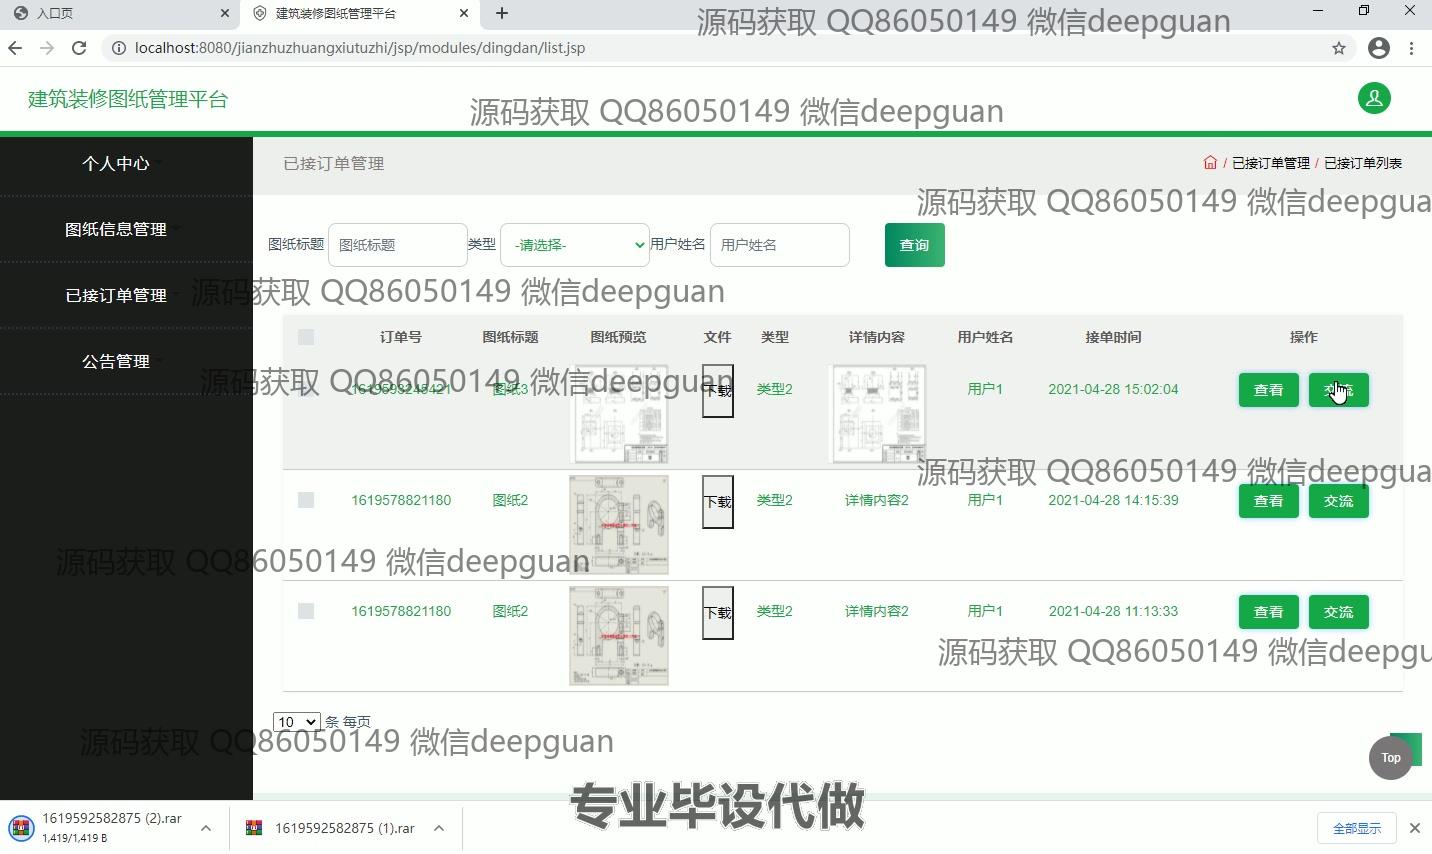 入口页
建筑装修图纸管理平台
源码获取 QQ86050149 微信deepguan
localhost:8080/jianzhuzhuangxiutuzhi/jsp/modules/dingdan/list.jsp
建筑装修图纸管理平台
源码获取 QQ86050149 微信deepguan
个人中心
已接订单管理
/ 已接订单管理 / 已接订单列表
源码获取 QQ86050149 微信deepgua
图纸信息管理
图纸标题 图纸标题 类型 -请选择- 用户姓名 用户姓名 查询
已接订单管理
源码获取 QQ86050149 微信deepguan
订单号 图纸标题 图纸预览 文件 类型 详情内容 用户姓名 接单时间 操作
公告管理
源码获取 QQ86050149 微信deepguan
1619593245421 图纸3 下载 类型2 用户1 2021-04-28 15:02:04 查看 交流
源码获取 QQ86050149 微信deepgua
1619578821180 图纸2 下载 类型2 详情内容2 用户1 2021-04-28 14:15:39 查看 交流
源码获取 QQ86050149 微信deepguan
1619578821180 图纸2 下载 类型2 详情内容2 用户1 2021-04-28 11:13:33 查看 交流
源码获取 QQ86050149 微信deepgu
10 条 每页
源码获取 QQ86050149 微信deepguan
Top
专业毕设代做
1619592582875 (2).rar
1,419/1,419 B
1619592582875 (1).rar
全部显示